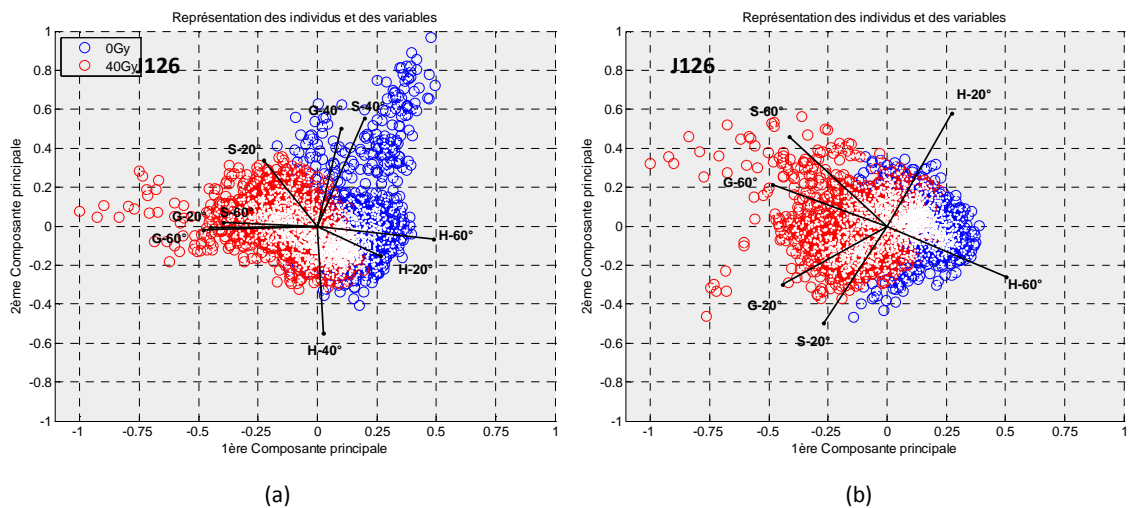 Représentation des individus et des variables
1
0.8
0.6
0.4
0.2
0
-0.2
-0.4
-0.6
-0.8
-1
2ème Composante principale
0Gy
40Gy
J126
G-40°
S-40°
S-20°
G-20°
S-60°
G-60°
H-60°
H-20°
H-40°
-1
-0.75
-0.5
-0.25
0
0.25
0.5
0.75
1
1ère Composante principale
(a)
Représentation des individus et des variables
1
0.8
0.6
0.4
0.2
0
-0.2
-0.4
-0.6
-0.8
-1
2ème Composante principale
J126
H-20°
S-60°
G-60°
H-60°
G-20°
S-20°
-1
-0.75
-0.5
-0.25
0
0.25
0.5
0.75
1
1ère Composante principale
(b)